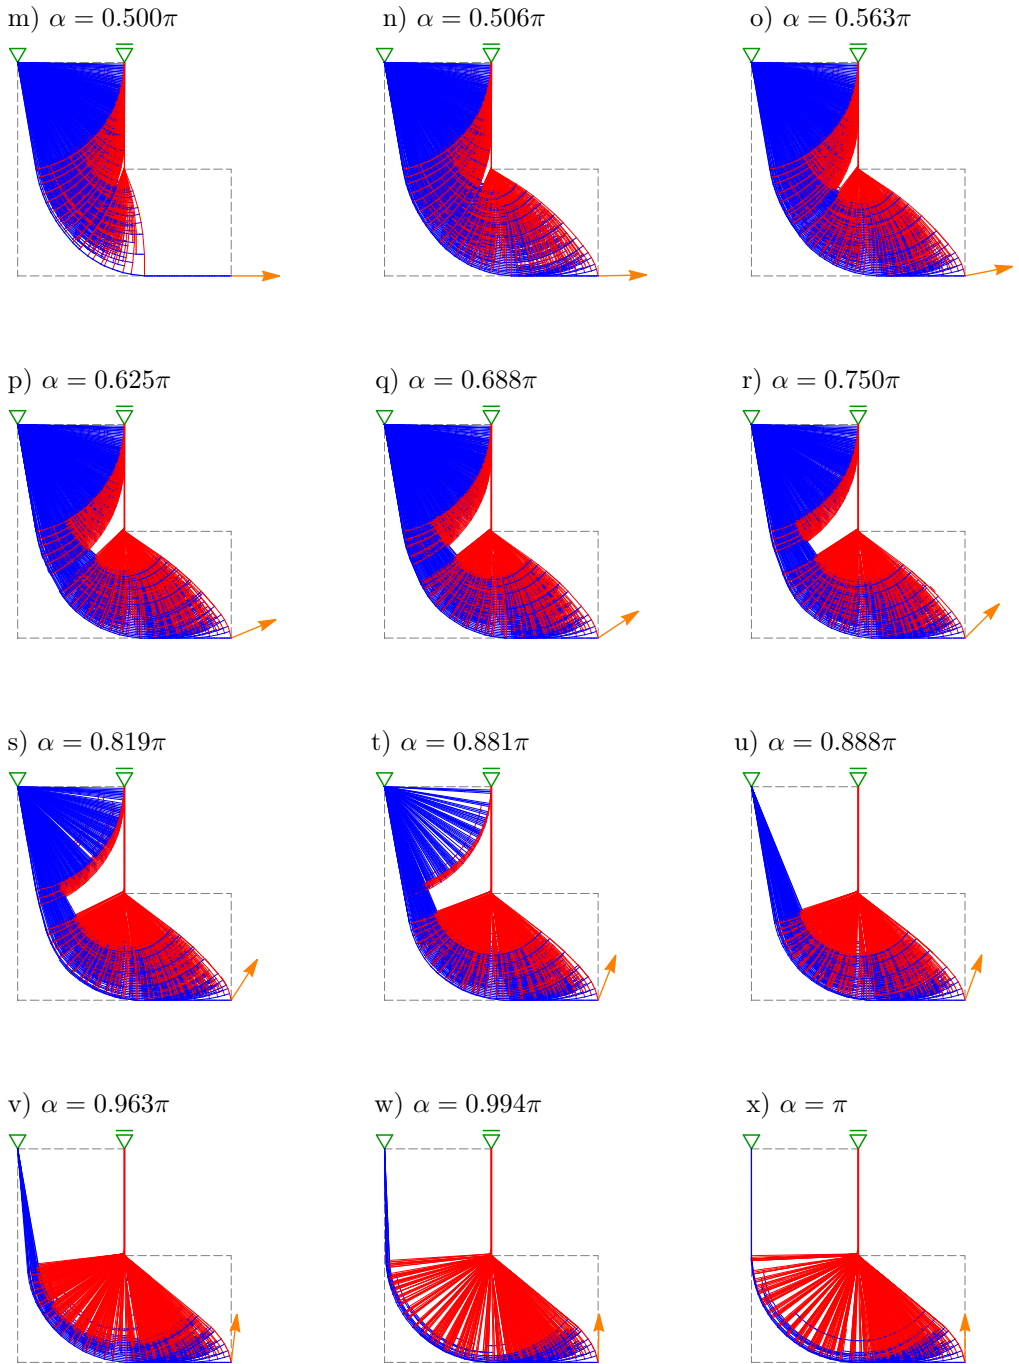 m) α = 0.500π
n) α = 0.506π
o) α = 0.563π
p) α = 0.625π
q) α = 0.688π
r) α = 0.750π
s) α = 0.819π
t) α = 0.881π
u) α = 0.888π
v) α = 0.963π
w) α = 0.994π
x) α = π